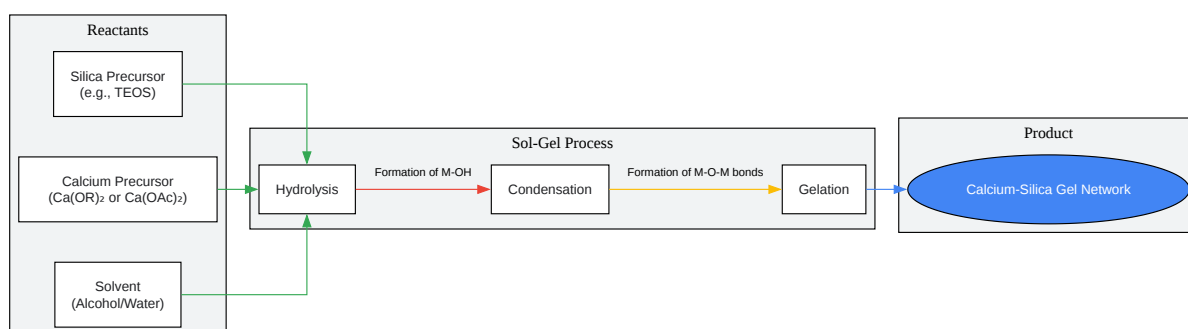 Reactants
Silica Precursor
(e.g., TEOS)
Calcium Precursor
(Ca(OR)₂ or Ca(OAc)₂)
Solvent
(Alcohol/Water)
Sol-Gel Process
Hydrolysis
Formation of M-OH
Condensation
Formation of M-O-M bonds
Gelation
Product
Calcium-Silica Gel Network